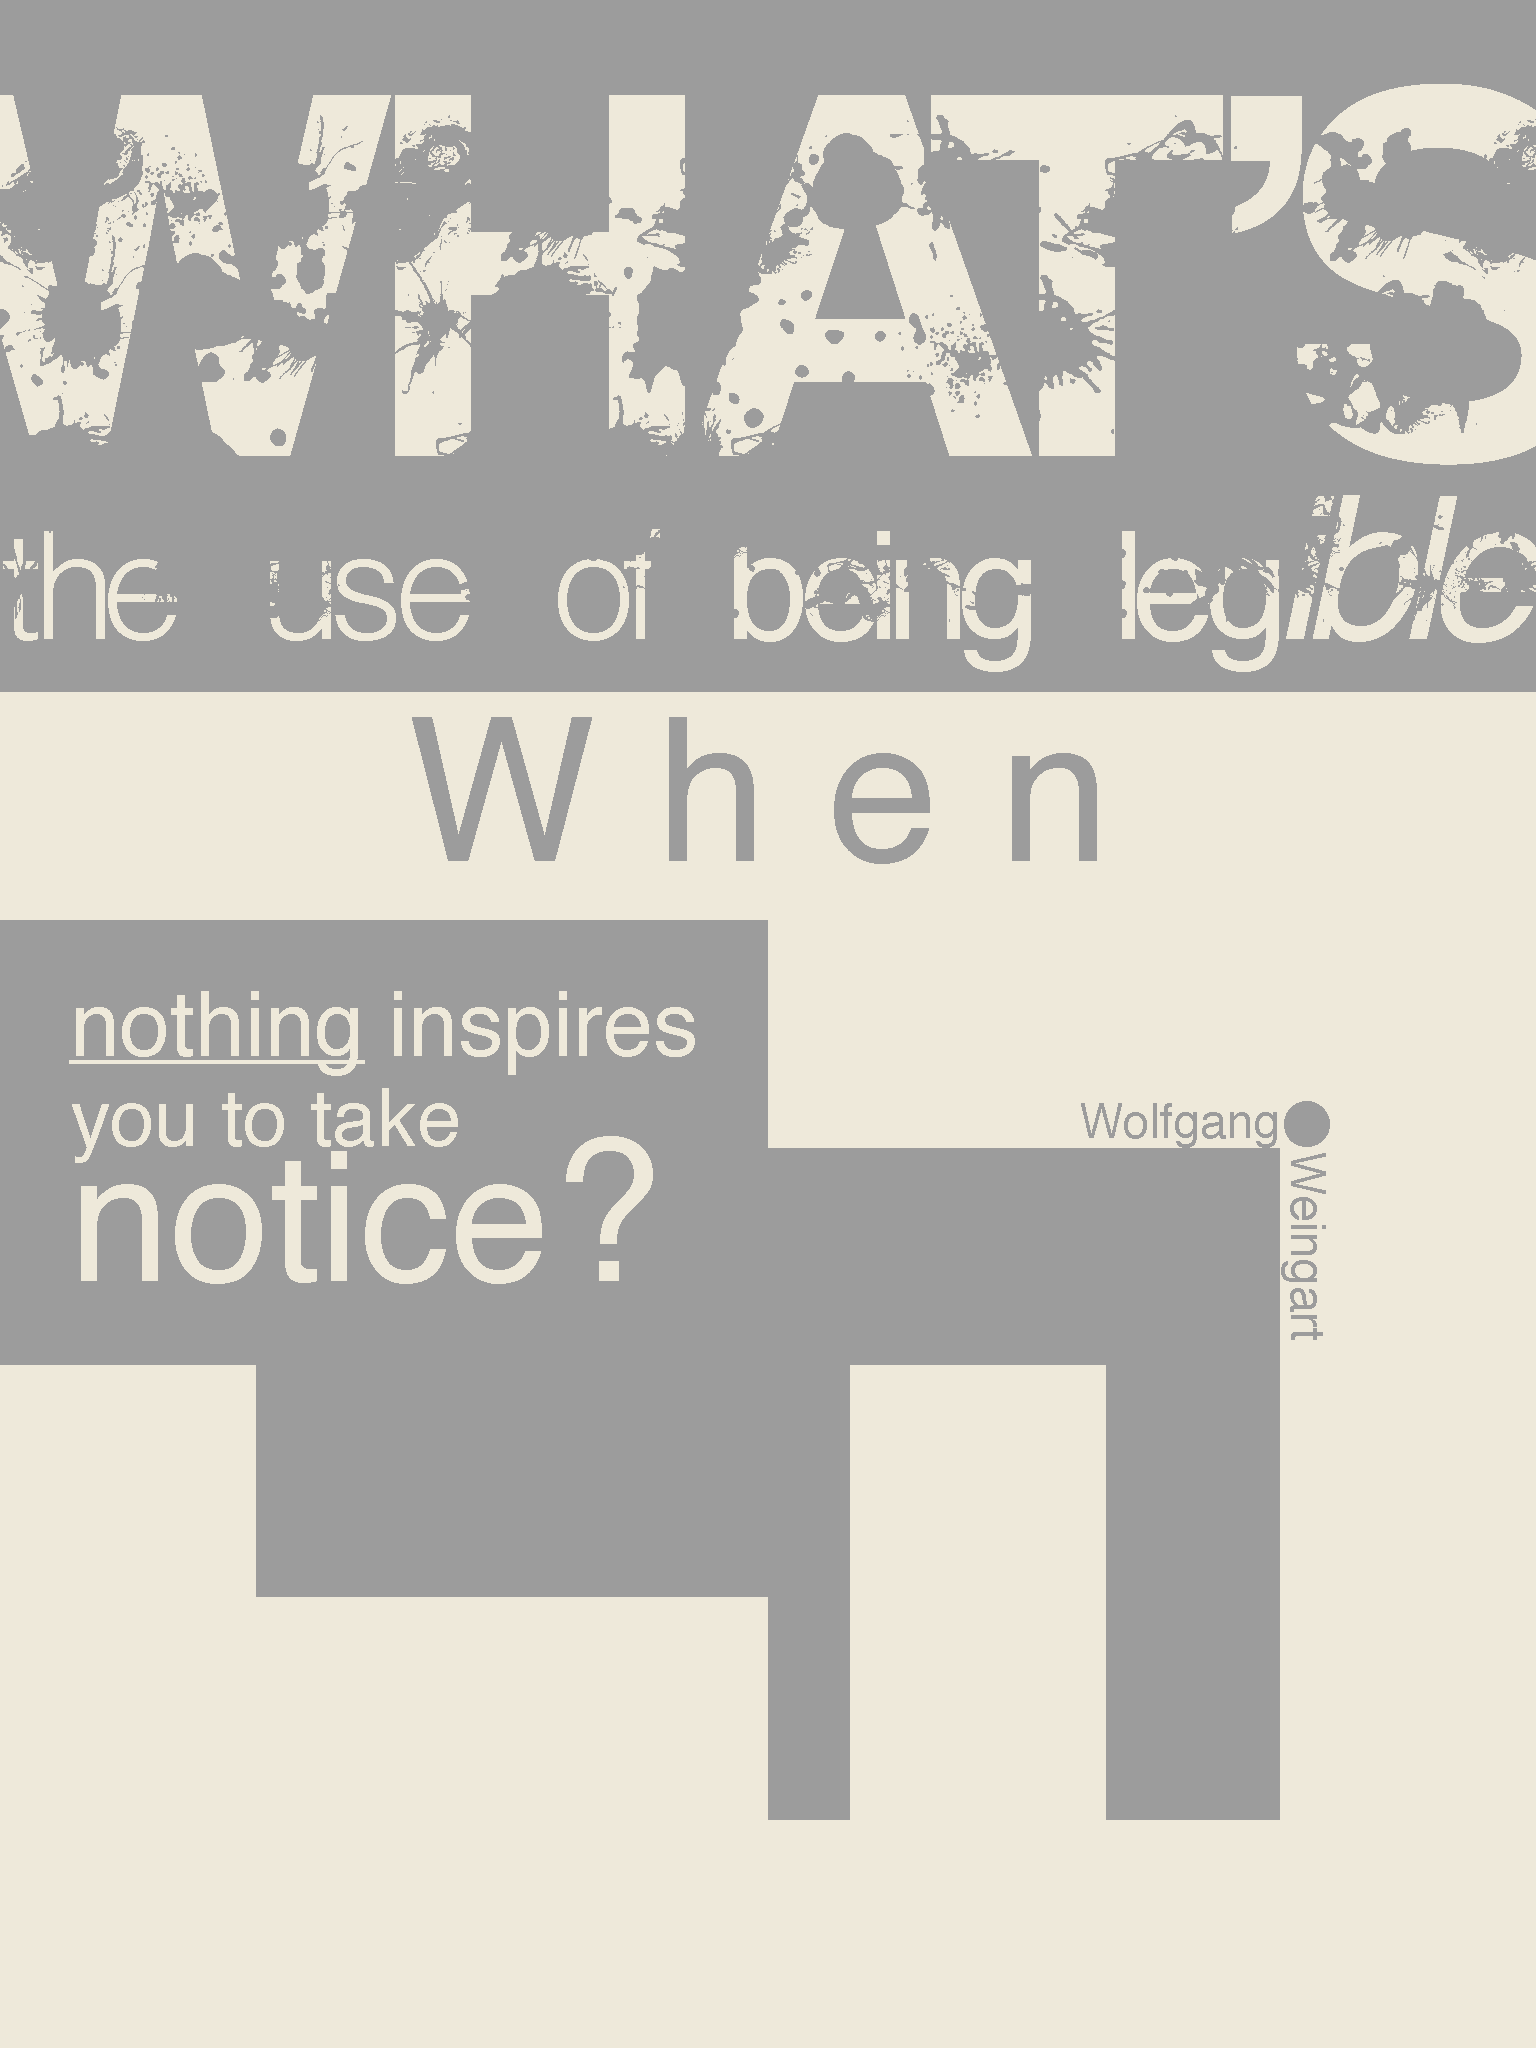 WHAT'S
the use of being legible
When
nothing inspires
you to take
notice?
Wolfgang
Weingart